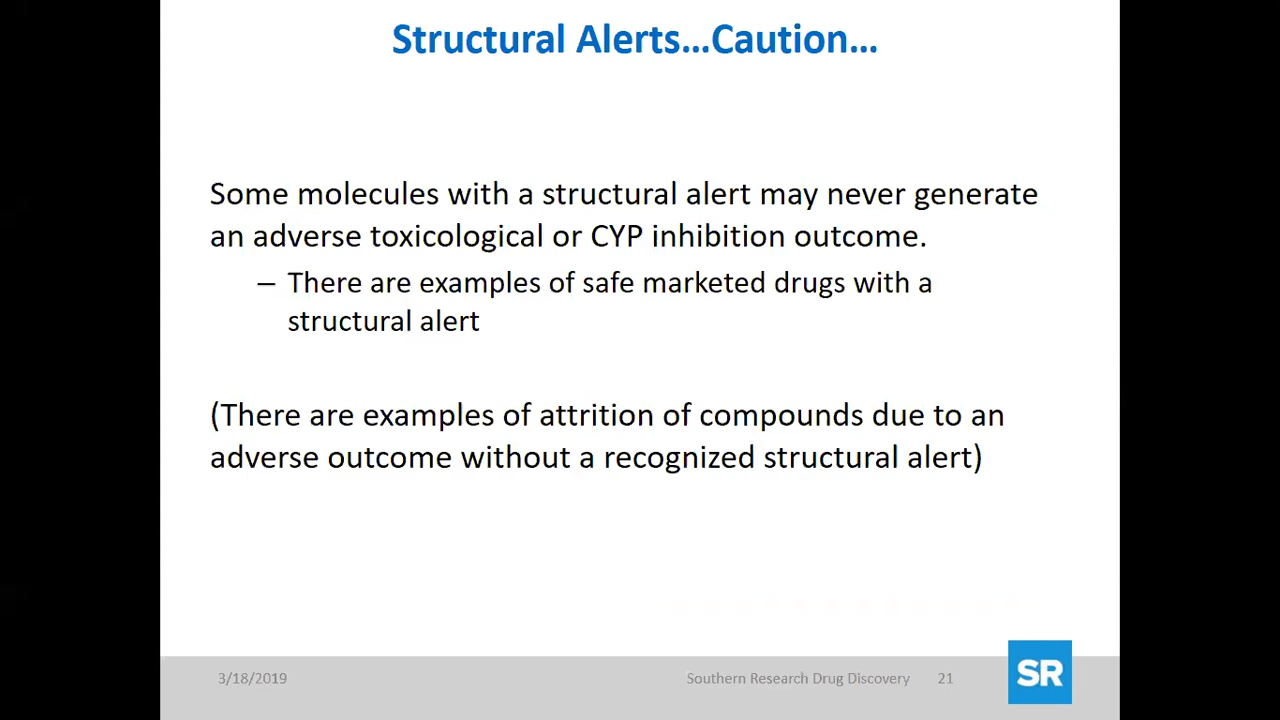 Structural Alerts…Caution…
Some molecules with a structural alert may never generate
an adverse toxicological or CYP inhibition outcome.
– There are examples of safe marketed drugs with a
structural alert
(There are examples of attrition of compounds due to an
adverse outcome without a recognized structural alert)
3/18/2019
Southern Research Drug Discovery
21
SR